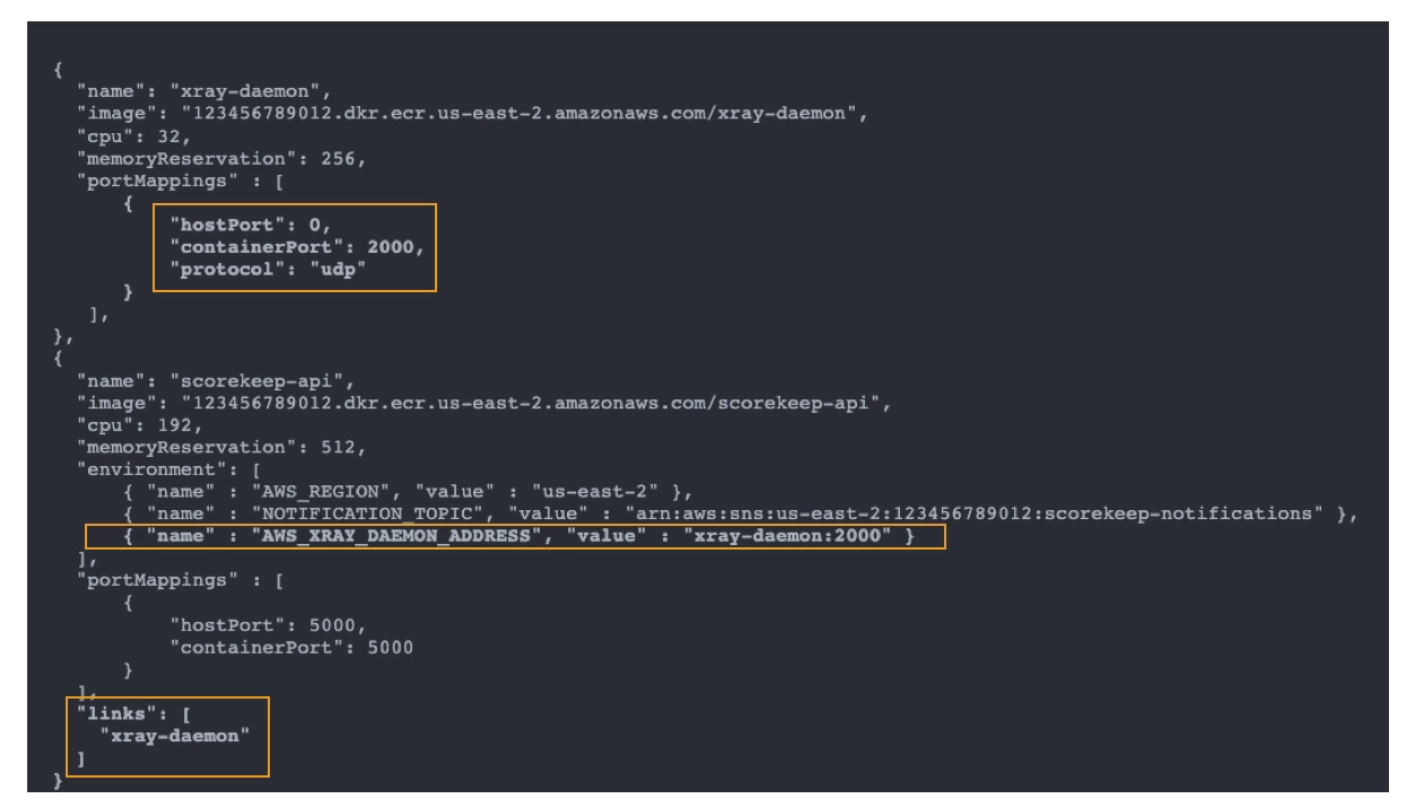 {
"name": "xray-daemon",
"image": "123456789012.dkr.ecr.us-east-2.amazonaws.com/xray-daemon",
"cpu": 32,
"memoryReservation": 256,
"portMappings" : [
{
"hostPort": 0,
"containerPort": 2000,
"protocol": "udp"
}
],
},
{
"name": "scorekeep-api",
"image": "123456789012.dkr.ecr.us-east-2.amazonaws.com/scorekeep-api",
"cpu": 192,
"memoryReservation": 512,
"environment": [
{ "name" : "AWS_REGION", "value" : "us-east-2" },
{ "name" : "NOTIFICATION_TOPIC", "value" : "arn:aws:sns:us-east-2:123456789012:scorekeep-notifications" },
{ "name" : "AWS_XRAY_DAEMON_ADDRESS", "value" : "xray-daemon:2000" }
],
"portMappings" : [
{
"hostPort": 5000,
"containerPort": 5000
}
],
"links": [
"xray-daemon"
]
}